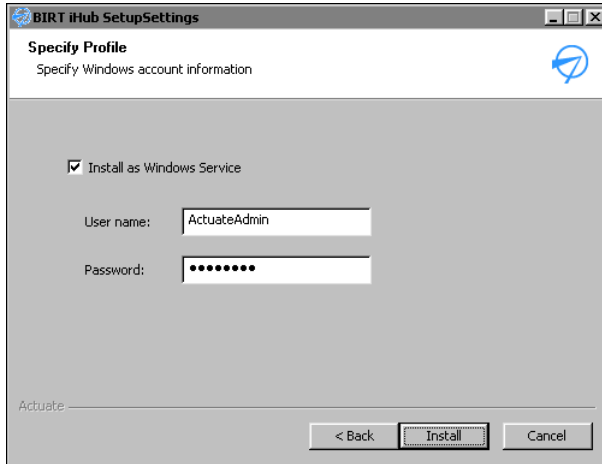 BIRT iHub SetupSettings
Specify Profile
Specify Windows account information
Install as Windows Service
User name: ActuateAdmin
Password: ●●●●●●●●
Actuate
< Back Install Cancel